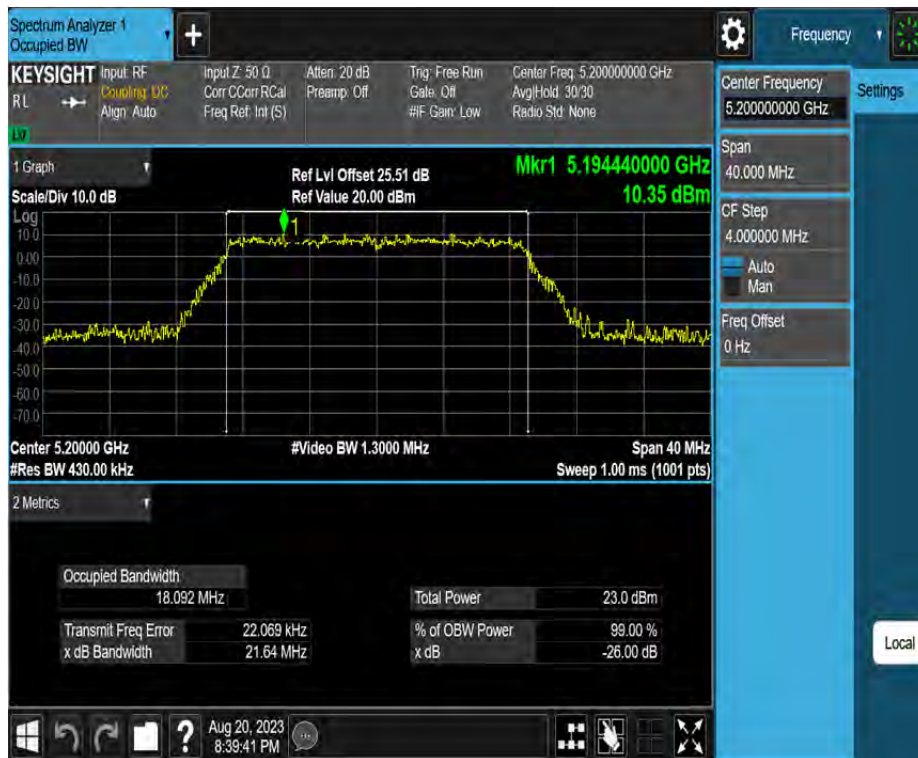 Spectrum Analyzer 1
Occupied BW
Frequency
KEYSIGHT
RL
Input: RF
Coupling: DC
Align: Auto
Input Z: 50 Ω
Corr CCorr RCal
Freq Ref: Int (S)
Atten: 20 dB
Preamp: Off
Trig: Free Run
Gate: Off
#IF Gain: Low
Center Freq: 5.200000000 GHz
Avg|Hold: 30/30
Radio Std: None
Center Frequency
5.200000000 GHz
Settings
Span
40.000 MHz
CF Step
4.000000 MHz
Auto
Man
Freq Offset
0 Hz
1 Graph
Scale/Div 10.0 dB
Ref Lvl Offset 25.51 dB
Ref Value 20.00 dBm
Mkr1 5.194440000 GHz
10.35 dBm
Log
10.0
0.00
-10.0
-20.0
-30.0
-40.0
-50.0
-60.0
-70.0
1
Center 5.20000 GHz
#Video BW 1.3000 MHz
Span 40 MHz
#Res BW 430.00 kHz
Sweep 1.00 ms (1001 pts)
2 Metrics
Occupied Bandwidth
18.092 MHz
Total Power 23.0 dBm
Transmit Freq Error 22.069 kHz
% of OBW Power 99.00 %
x dB Bandwidth 21.64 MHz
x dB -26.00 dB
Local
?
Aug 20, 2023
8:39:41 PM